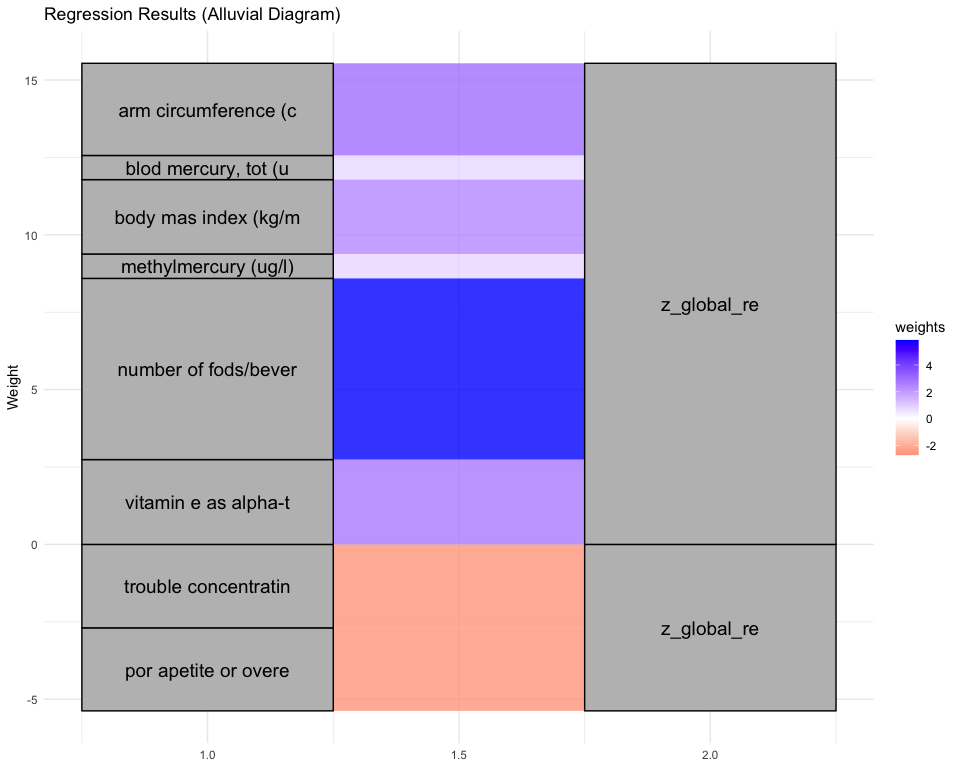 Regression Results (Alluvial Diagram)
15
10
5
0
-5
Weight
arm circumference (c
blod mercury, tot (u
body mas index (kg/m
methylmercury (ug/l)
number of fods/bever
vitamin e as alpha-t
trouble concentratin
por apetite or overe
z_global_re
z_global_re
1.0
1.5
2.0
weights
4
2
0
-2